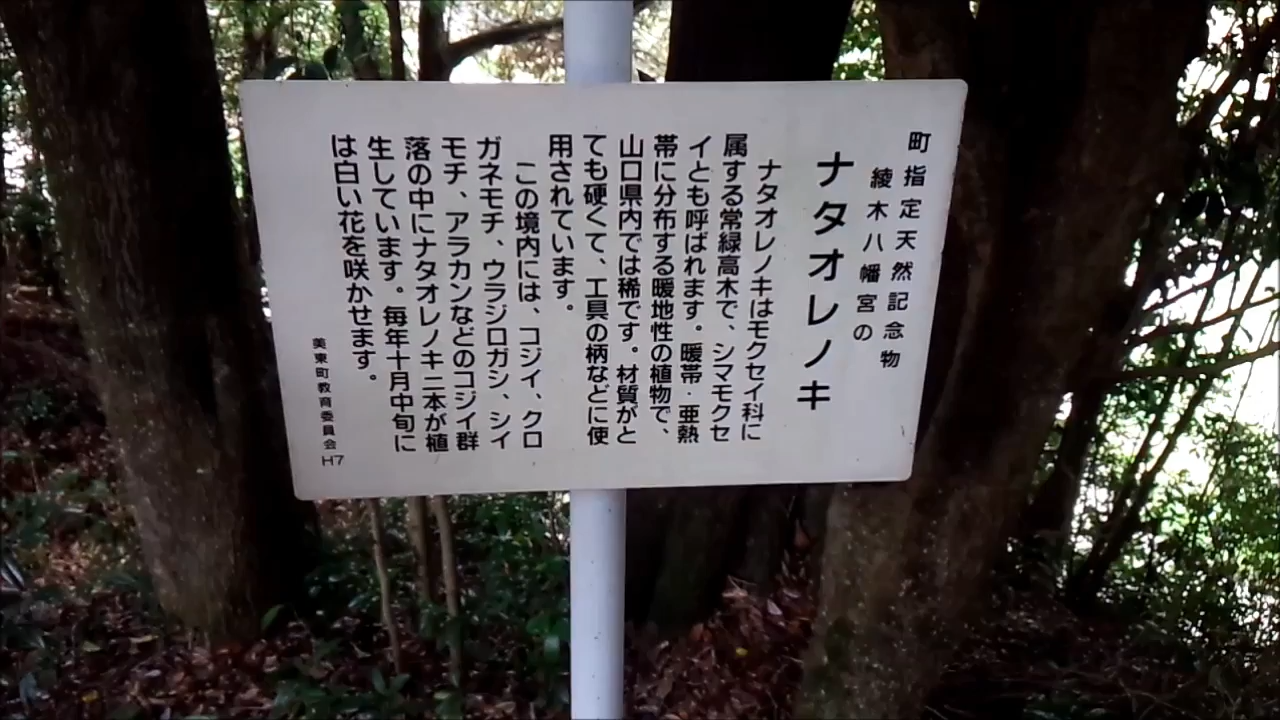 町指定天然記念物
綾木八幡宮の
ナタオレノキ
ナタオレノキはモクセイ科に
属する常緑高木で、シマモクセ
イとも呼ばれます。暖帯・亜熱
帯に分布する暖地性の植物で、
山口県内では稀です。材質がと
ても硬くて、工具の柄などに使
用されています。
この境内には、コジイ、クロ
ガネモチ、ウラジロガシ、シイ
モチ、アラカンなどのコジイ群
落の中にナタオレノキ二本が植
生しています。毎年十月中旬に
は白い花を咲かせます。
美東町教育委員会 H7